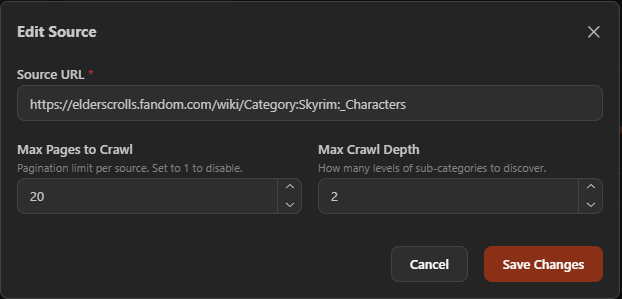 Edit Source
Source URL *
https://elderscrolls.fandom.com/wiki/Category:Skyrim:_Characters
Max Pages to Crawl
Pagination limit per source. Set to 1 to disable.
20
Max Crawl Depth
How many levels of sub-categories to discover.
2
Cancel
Save Changes